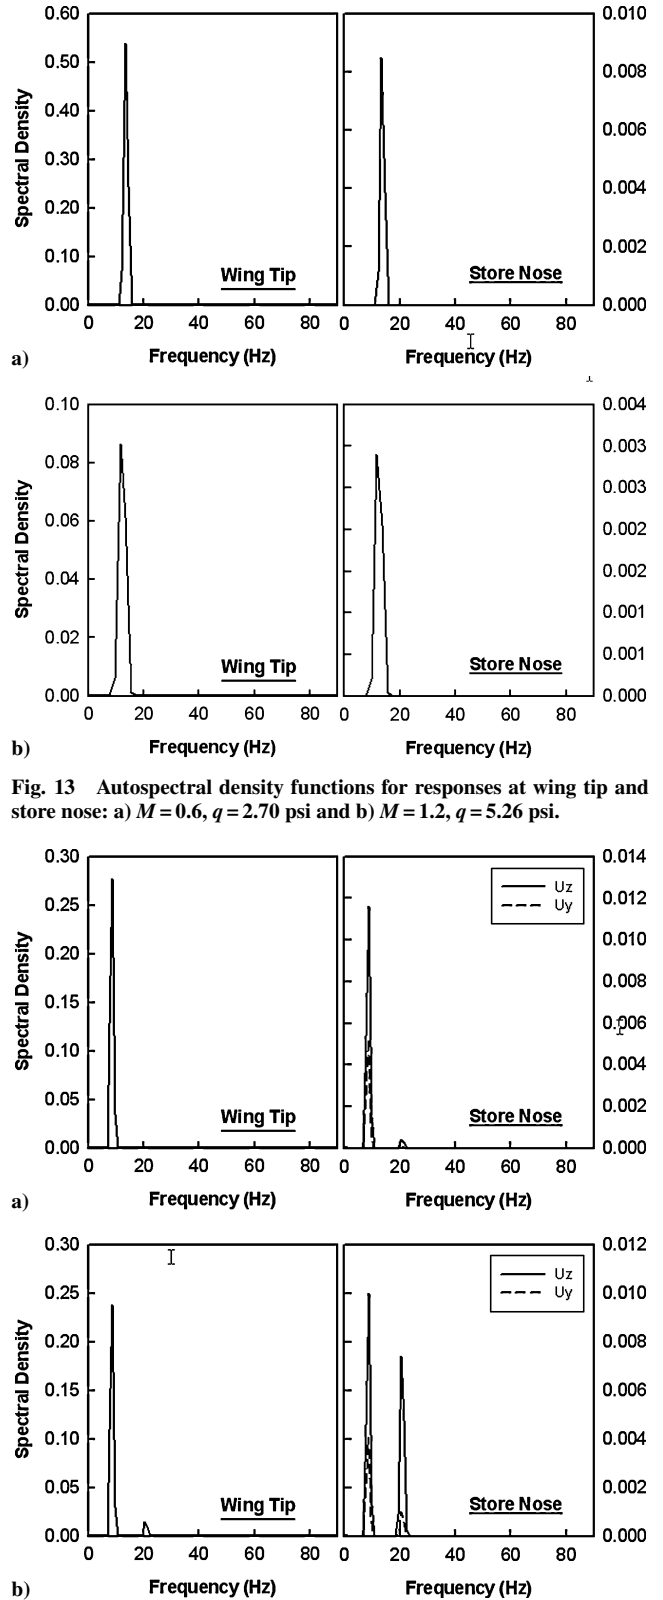 0.60
0.50
0.40
0.30
0.20
0.10
0.00
Spectral Density
Wing Tip
0 20 40 60 80
Frequency (Hz)
0.010
0.008
0.006
0.004
0.002
0.000
Store Nose
0 20 40 60 80
Frequency (Hz)
a)
0.10
0.08
0.06
0.04
0.02
0.00
Spectral Density
Wing Tip
0 20 40 60 80
Frequency (Hz)
0.004
0.003
0.003
0.002
0.002
0.001
0.001
0.000
Store Nose
0 20 40 60 80
Frequency (Hz)
b)
Fig. 13 Autospectral density functions for responses at wing tip and
store nose: a) M = 0.6, q = 2.70 psi and b) M = 1.2, q = 5.26 psi.
0.30
0.25
0.20
0.15
0.10
0.05
0.00
Spectral Density
Wing Tip
0 20 40 60 80
Frequency (Hz)
Uz
Uy
0.014
0.012
0.010
0.008
0.006
0.004
0.002
0.000
Store Nose
0 20 40 60 80
Frequency (Hz)
a)
0.30
0.25
0.20
0.15
0.10
0.05
0.00
Spectral Density
Wing Tip
0 20 40 60 80
Frequency (Hz)
Uz
Uy
0.012
0.010
0.008
0.006
0.004
0.002
0.000
Store Nose
0 20 40 60 80
Frequency (Hz)
b)